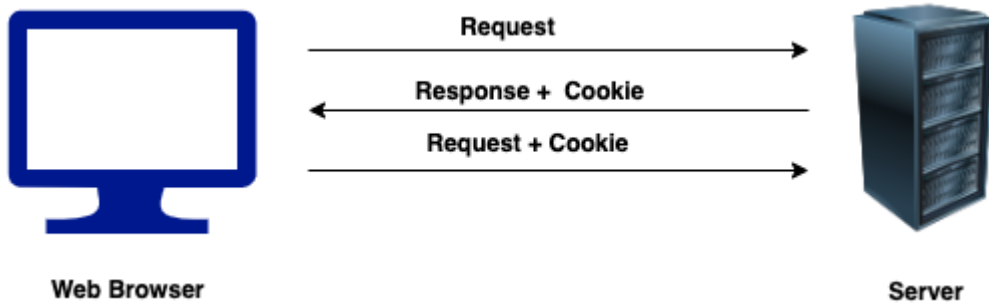 Request
Response + Cookie
Request + Cookie
Web Browser
Server